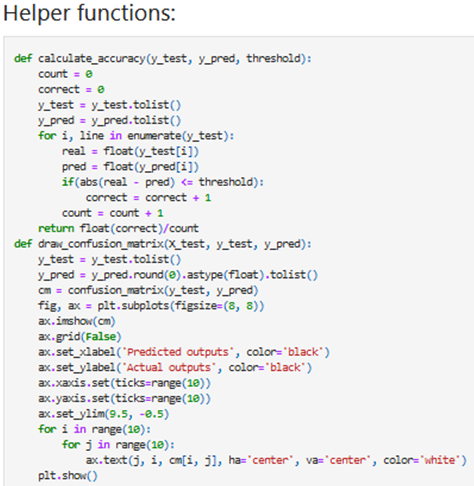 Helper functions:
def calculate_accuracy(y_test, y_pred, threshold):
    count = 0
    correct = 0
    y_test = y_test.tolist()
    y_pred = y_pred.tolist()
    for i, line in enumerate(y_test):
        real = float(y_test[i])
        pred = float(y_pred[i])
        if(abs(real - pred) <= threshold):
            correct = correct + 1
        count = count + 1
    return float(correct)/count
def draw_confusion_matrix(X_test, y_test, y_pred):
    y_test = y_test.tolist()
    y_pred = y_pred.round(0).astype(float).tolist()
    cm = confusion_matrix(y_test, y_pred)
    fig, ax = plt.subplots(figsize=(8, 8))
    ax.imshow(cm)
    ax.grid(False)
    ax.set_xlabel('Predicted outputs', color='black')
    ax.set_ylabel('Actual outputs', color='black')
    ax.xaxis.set(ticks=range(10))
    ax.yaxis.set(ticks=range(10))
    ax.set_ylim(9.5, -0.5)
    for i in range(10):
        for j in range(10):
            ax.text(j, i, cm[i, j], ha='center', va='center', color='white')
    plt.show()